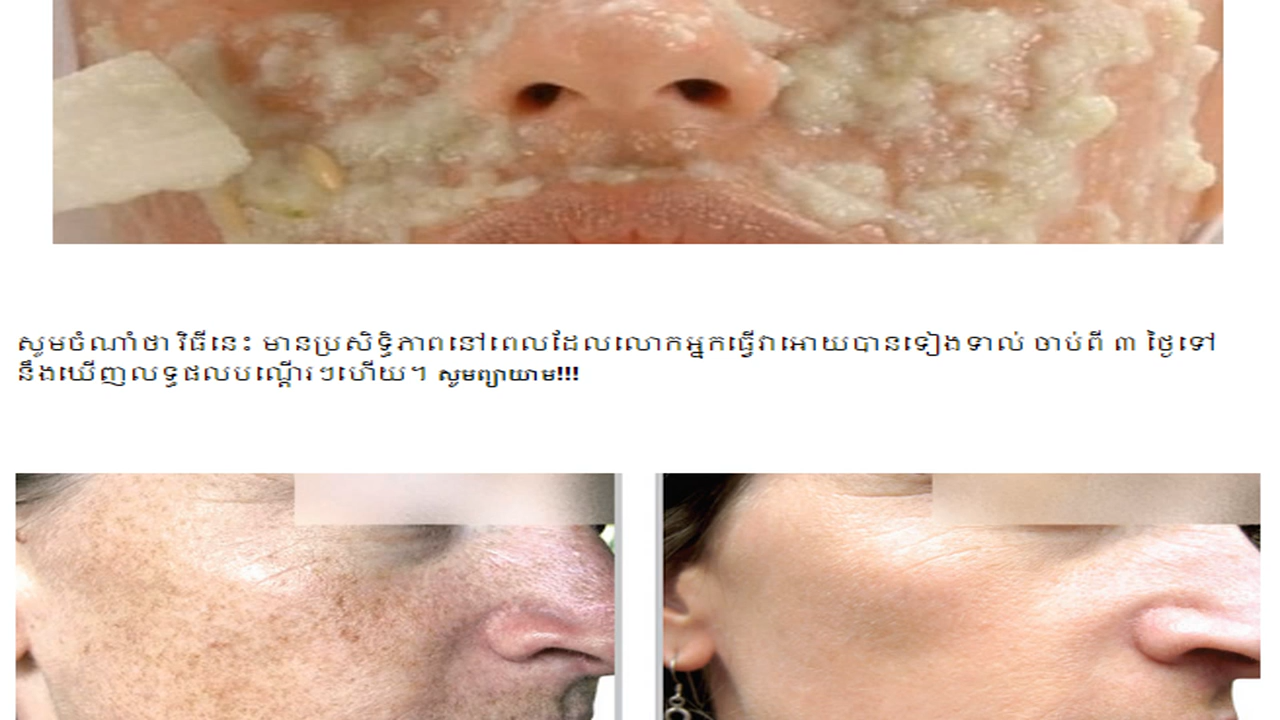 សូមចំណាំថា វិធីនេះ មានប្រសិទ្ធិភាពនៅពេលដែលលោកអ្នកធ្វើវាអោយបានទៀងទាល់ ចាប់ពី ៣ ថ្ងៃទៅ
នឹងឃើញលទ្ធផលបណ្តើរៗហើយ។ សូមព្យាយាម!!!